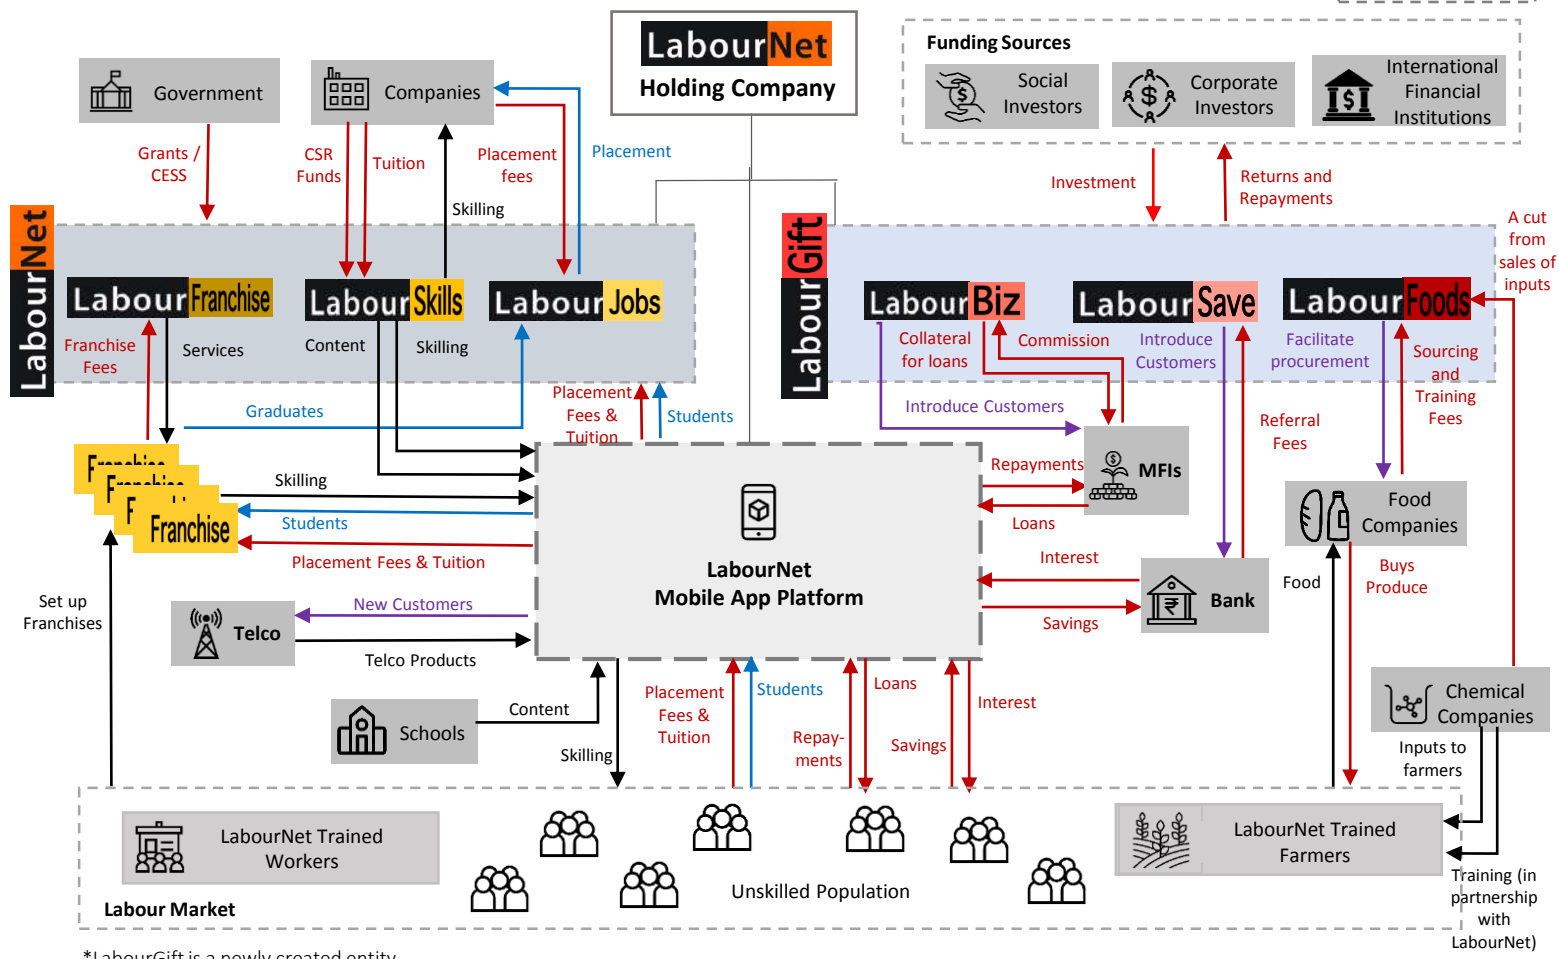 LabourNet
Holding Company
Funding Sources
Social
Investors
Corporate
Investors
International
Financial
Institutions
Government
Companies
Grants /
CESS
CSR
Funds
Tuition
Placement
fees
Placement
Skilling
Investment
Returns and
Repayments
A cut
from
sales of
inputs
LabourNet
LabourFranchise
LabourSkills
LabourJobs
LabourGift
LabourBiz
LabourSave
LabourFoods
Franchise
Fees
Services
Content
Skilling
Collateral
for loans
Commission
Introduce
Customers
Facilitate
procurement
Sourcing
and
Training
Fees
Graduates
Placement
Fees &
Tuition
Students
Introduce Customers
Referral
Fees
Franchise
Franchise
F
Franchise
Skilling
Students
Placement Fees & Tuition
Repayments
MFIs
Loans
Food
Companies
LabourNet
Mobile App Platform
Interest
Bank
Savings
Food
Buys
Produce
Set up
Franchises
Telco
New Customers
Telco Products
Schools
Content
Skilling
Placement
Fees &
Tuition
Students
Loans
Repay-
ments
Savings
Interest
Chemical
Companies
Inputs to
farmers
LabourNet Trained
Workers
Unskilled Population
LabourNet Trained
Farmers
Labour Market
Training (in
partnership
with
LabourNet)
*LabourGift is a newly created entity